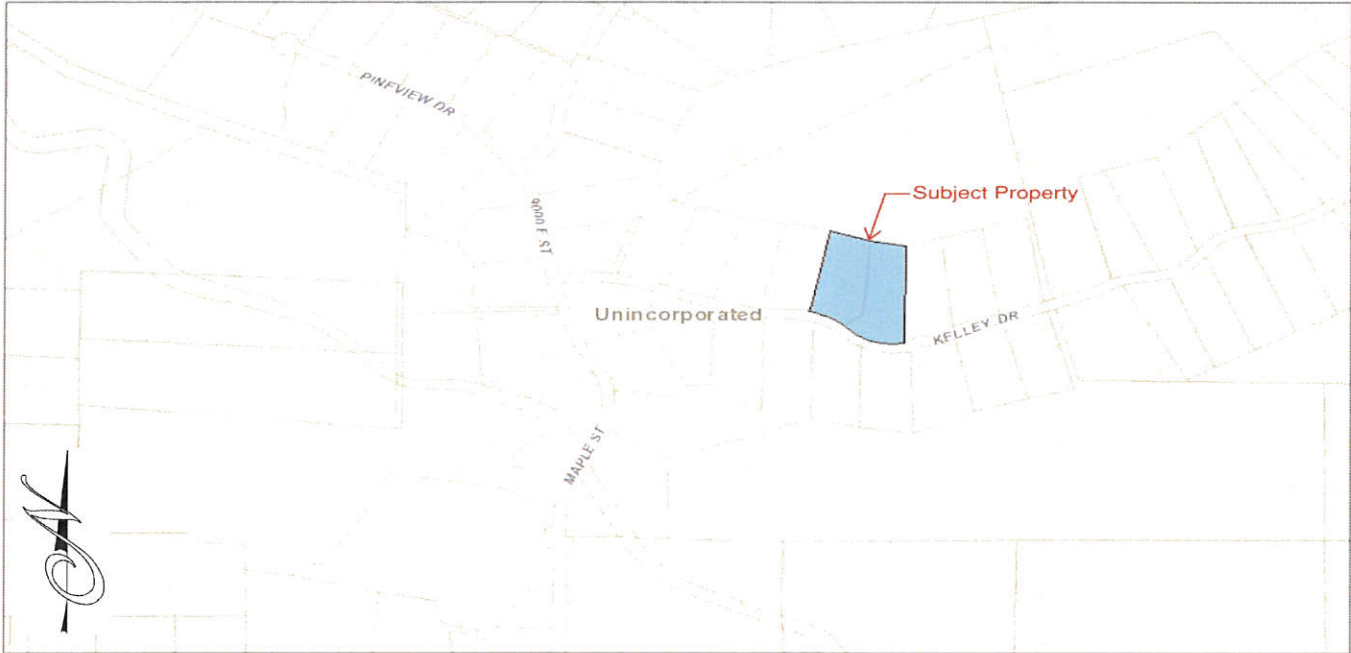 PINEVIEW DR
Subject Property
9000 E ST
Unincorporated
KELLEY DR
MAPLE ST
N